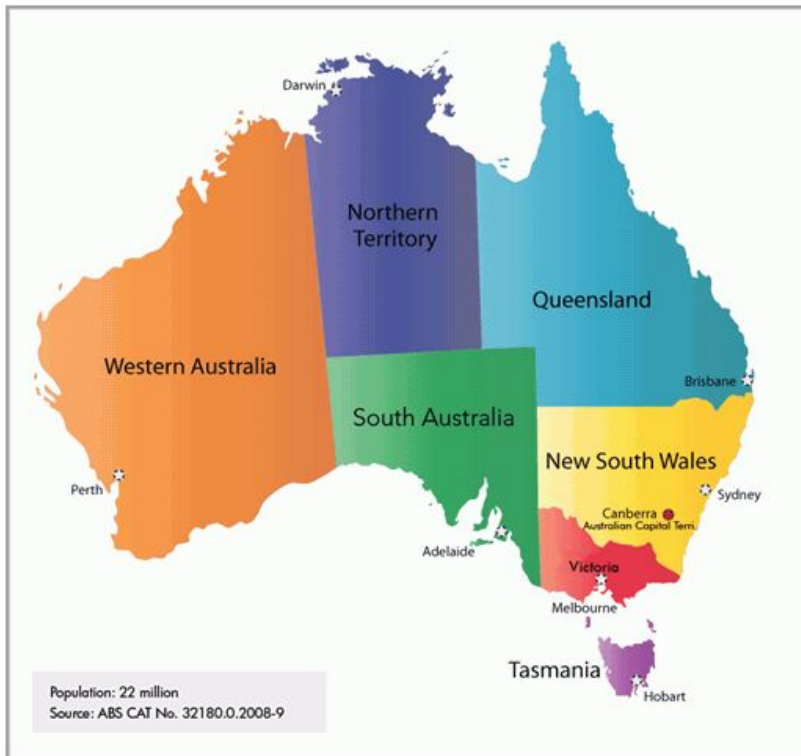 Darwin
Northern
Territory
Queensland
Western Australia
South Australia
Brisbane
New South Wales
Perth
Sydney
Canberra
Australian Capital Terri.
Adelaide
Victoria
Melbourne
Tasmania
Hobart
Population: 22 million
Source: ABS CAT No. 32180.0.2008-9